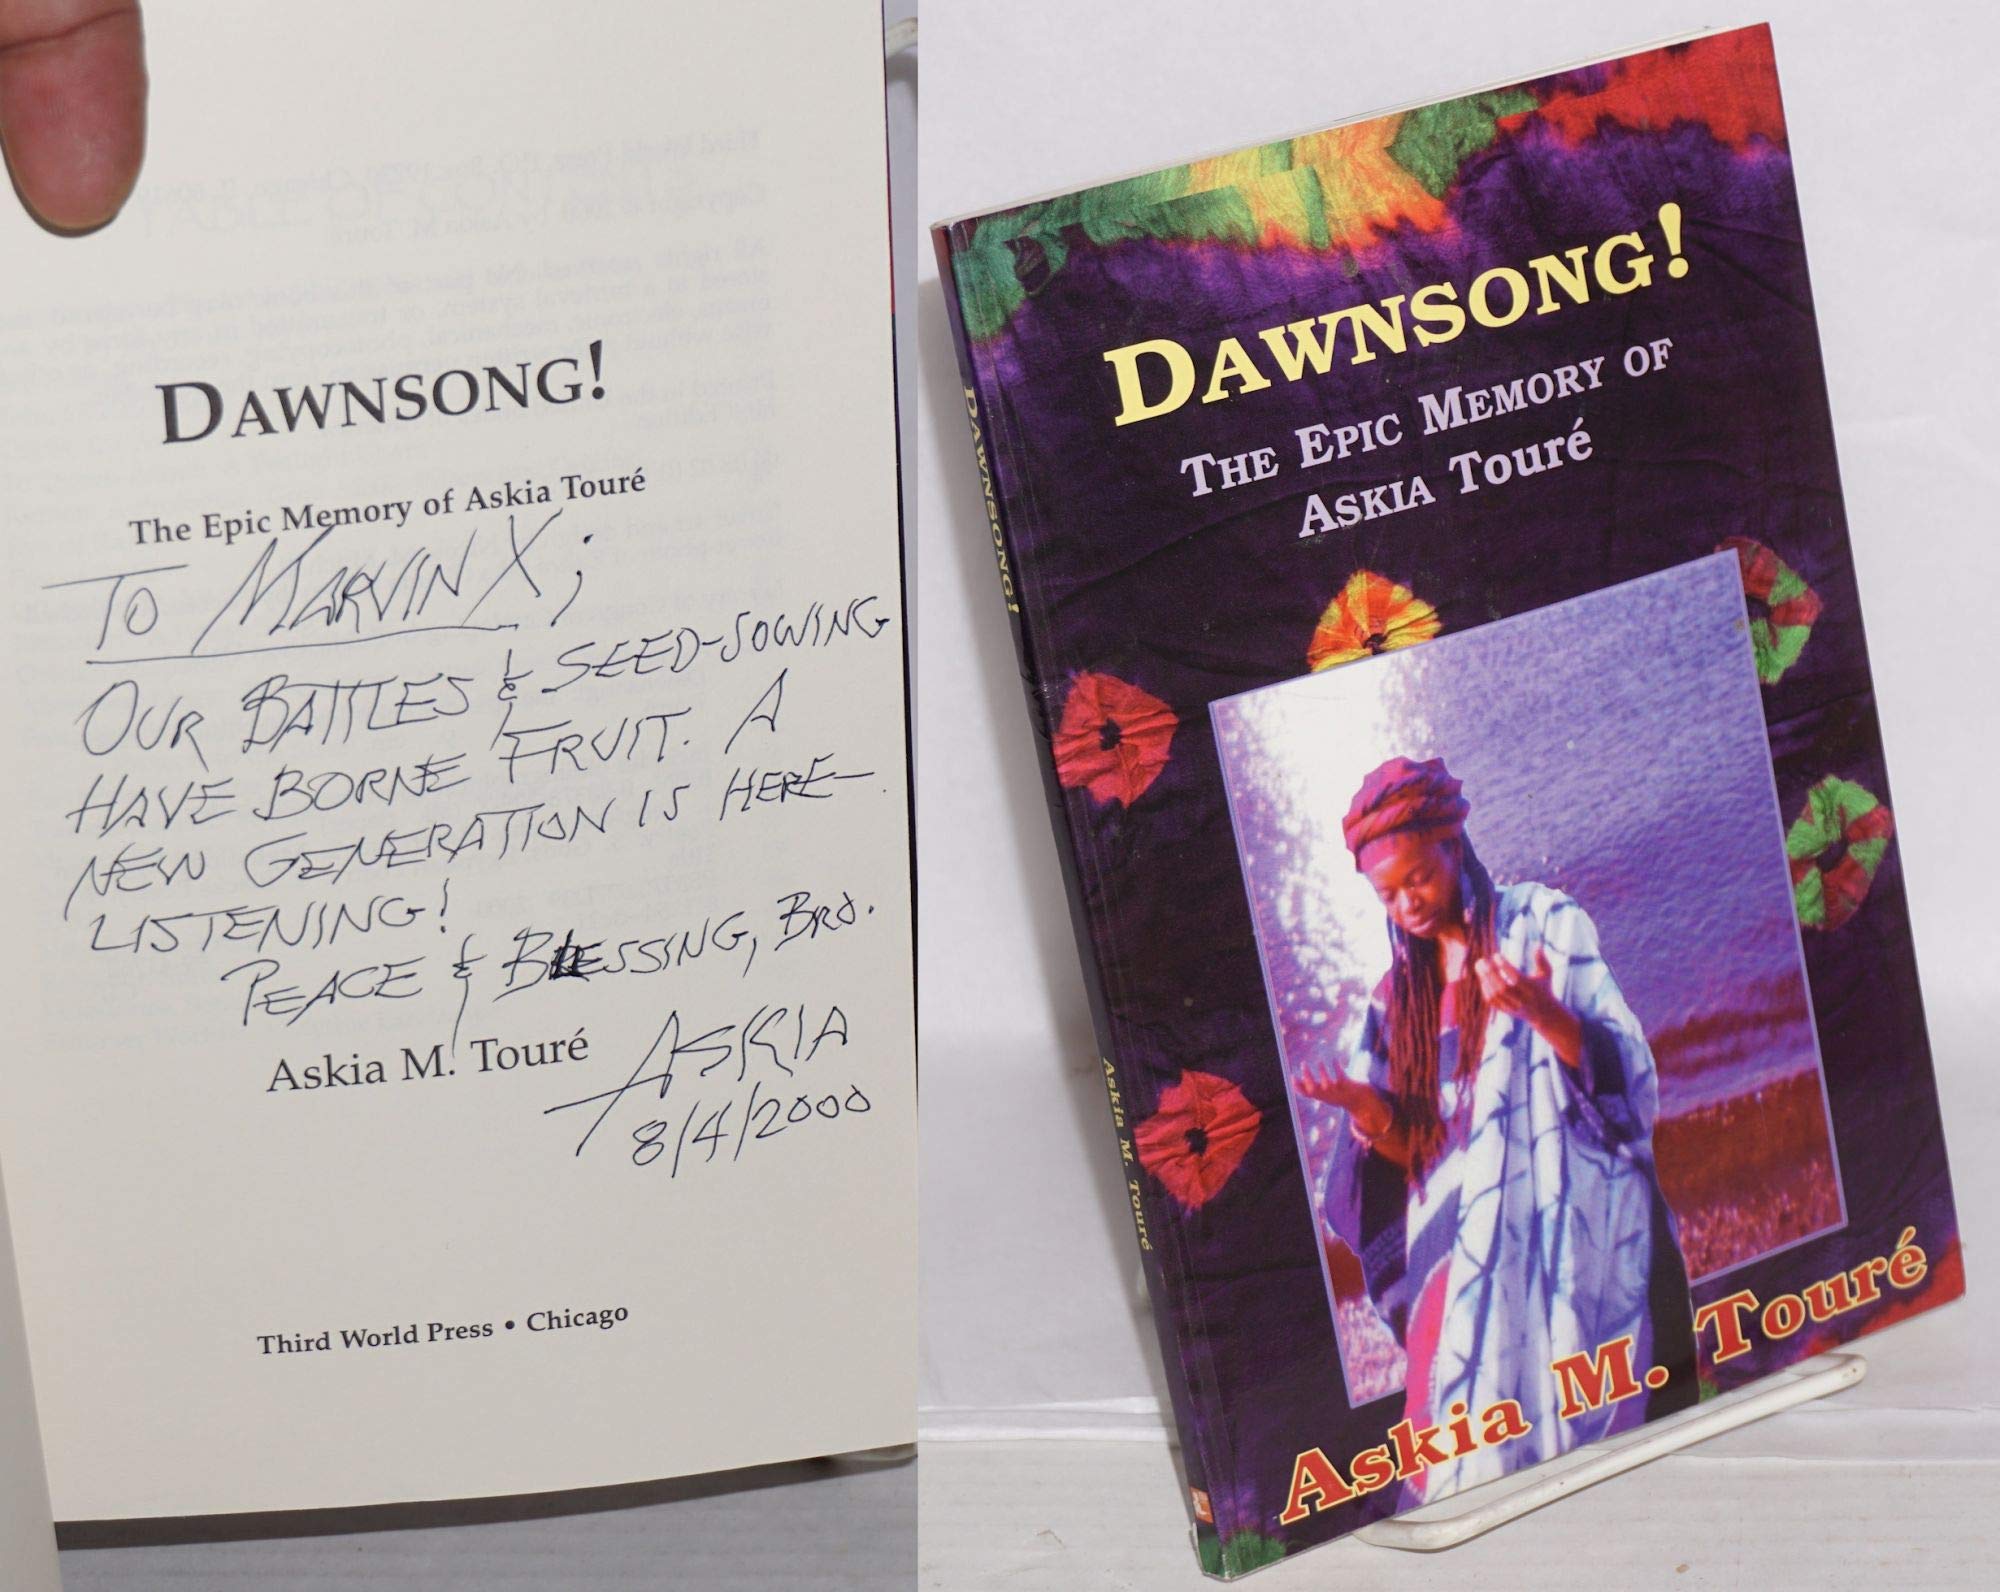 DAWNSONG!
The Epic Memory of Askia Touré
TO MARVIN X;
OUR BATTLES & SEED-SOWING
HAVE BORNE FRUIT. A
NEW GENERATION IS HERE—
LISTENING!
PEACE & BLESSING, BRO.
Askia M. Touré
ASKIA
8/4/2000
Third World Press • Chicago
DAWNSONG!
THE EPIC MEMORY OF
ASKIA Touré
Askia M. Touré
DAWNSONG!
Askia M. Touré